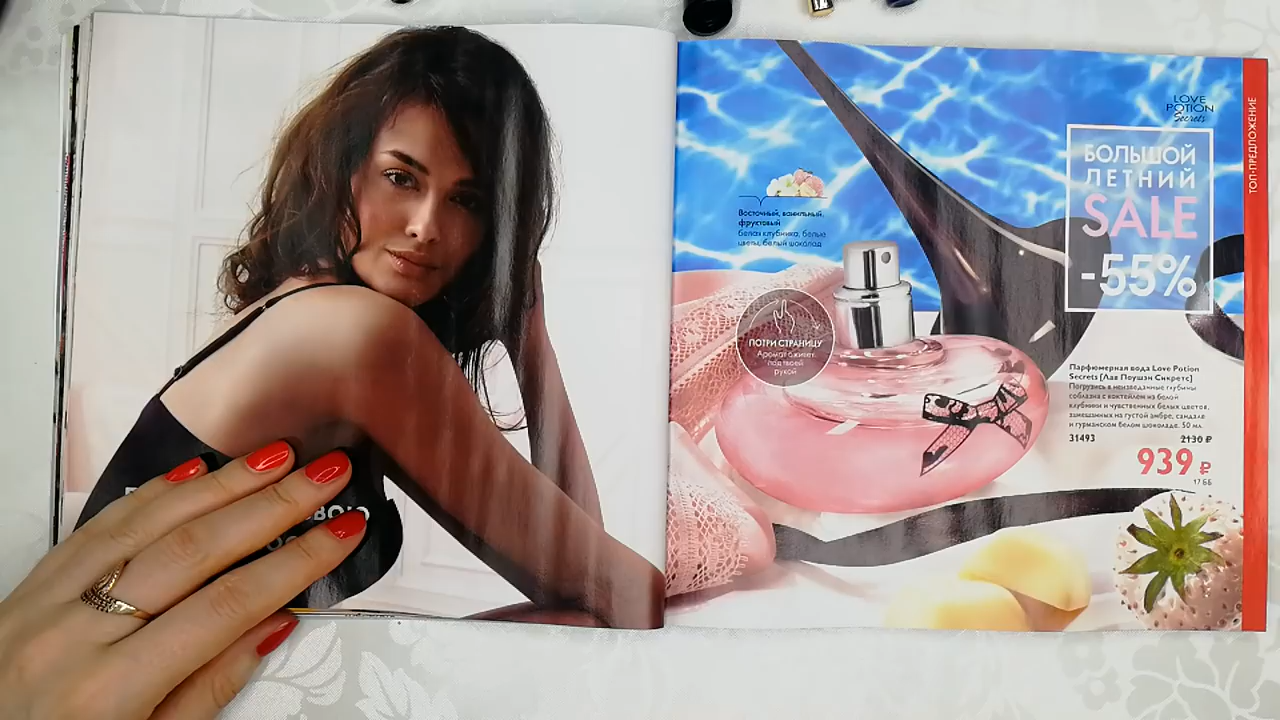 LOVE
POTION
Secrets
БОЛЬШОЙ
ЛЕТНИЙ
SALE
-55%
ТОП-ПРЕДЛОЖЕНИЕ
Восточный, ванильный,
фруктовый
белая клубника, белые
цветы, белый шоколад
ПОТРИ СТРАНИЦУ
Аромат оживет
под твоей
рукой
Парфюмерная вода Love Potion
Secrets [Лав Поушэн Сикретс]
Погрузись в неизведанные глубины
соблазна с коктейлем из белой
клубники и чувственных белых цветов,
замешанных на густой амбре, сандале
и гурманском белом шоколаде. 50 мл.
31493 2130 ₽
939 ₽
17 ББ